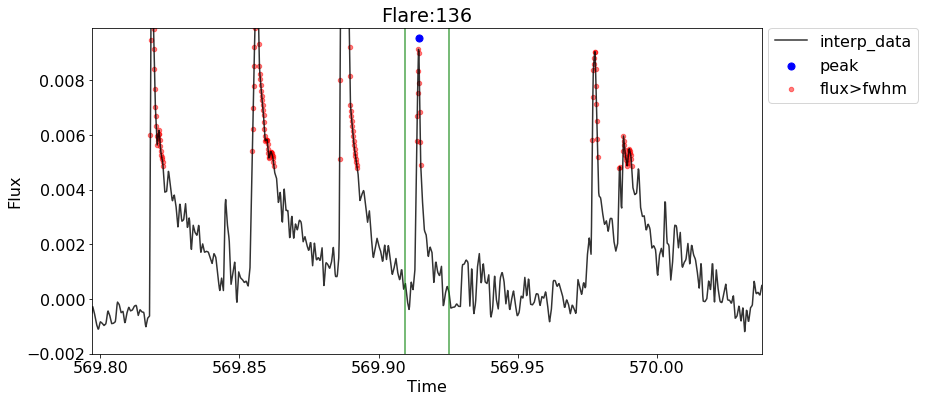 Flare:136
interp_data
peak
flux>fwhm
Flux
0.008
0.006
0.004
0.002
0.000
−0.002
569.80
569.85
569.90
569.95
570.00
Time